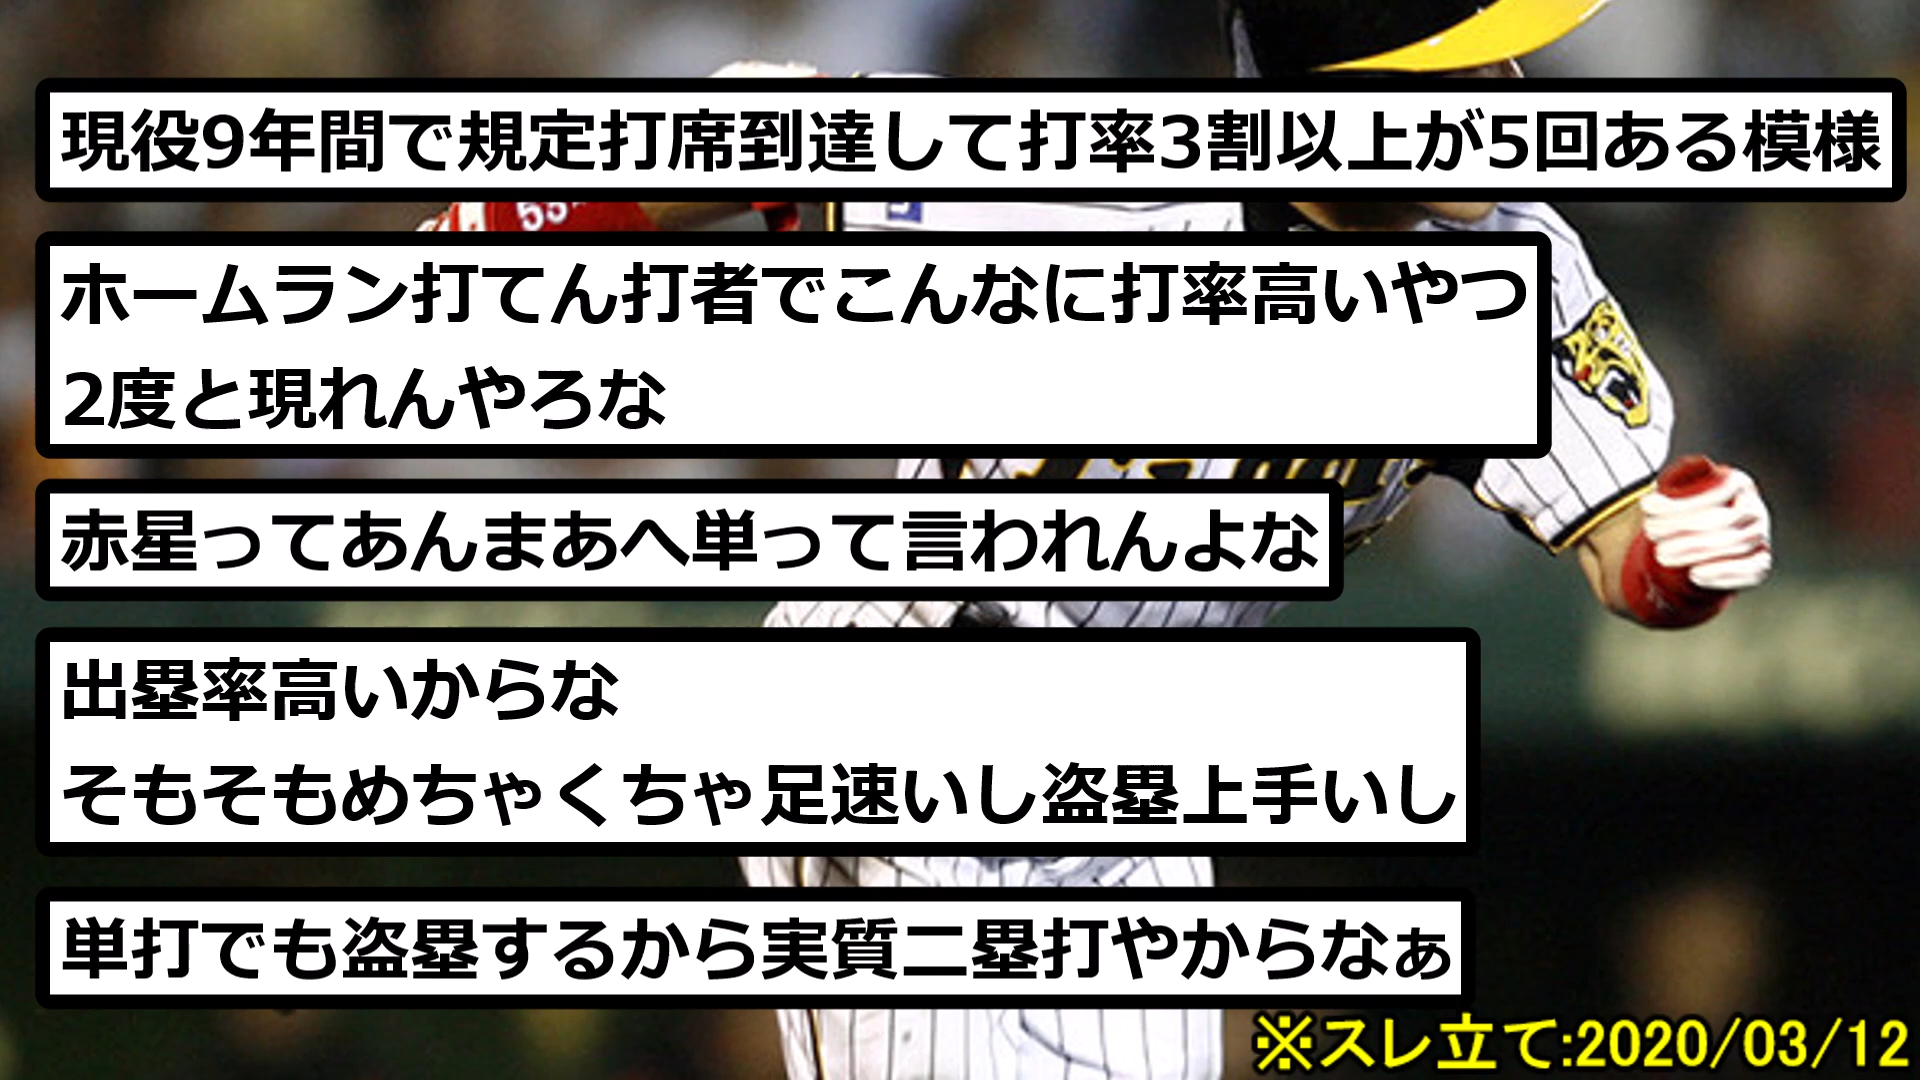 現役9年間で規定打席到達して打率3割以上が5回ある模様
53
ホームラン打てん打者でこんなに打率高いやつ
2度と現れんやろな
赤星ってあんまあへ単って言われんよな
出塁率高いからな
そもそもめちゃくちゃ足速いし盗塁上手いし
単打でも盗塁するから実質二塁打やからなぁ
※スレ立て:2020/03/12